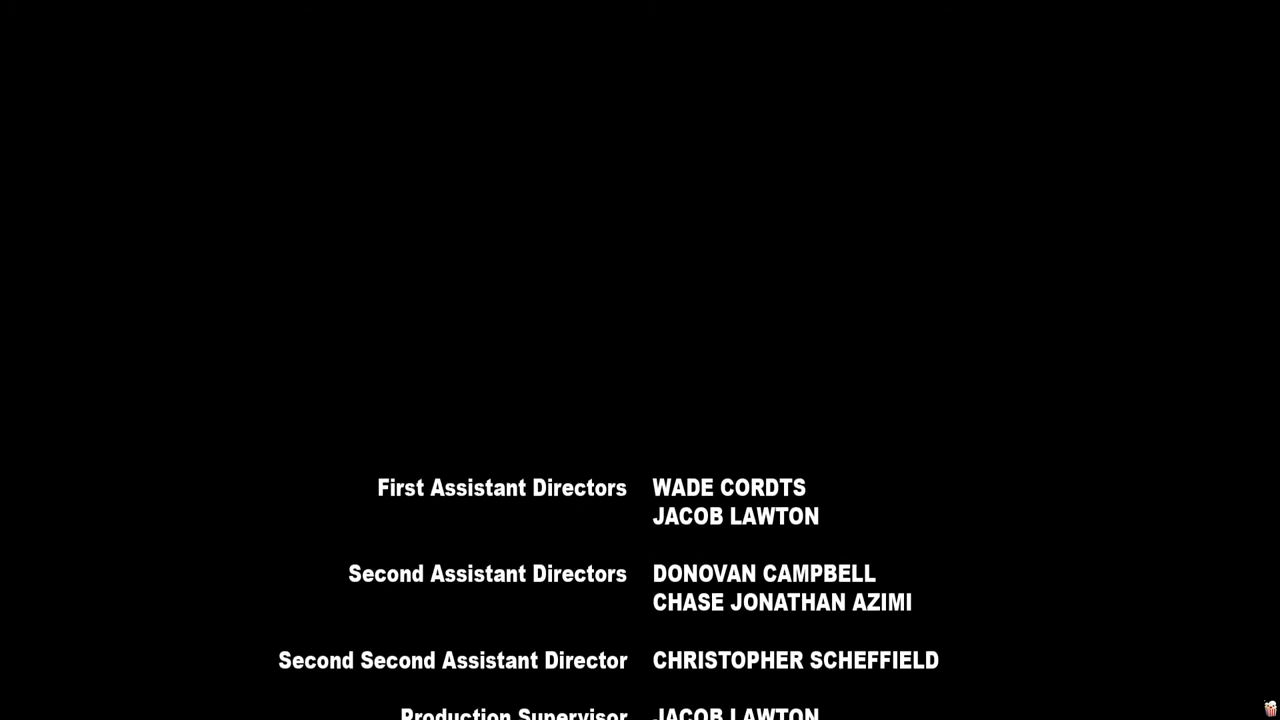 First Assistant Directors WADE CORDTS
JACOB LAWTON
Second Assistant Directors DONOVAN CAMPBELL
CHASE JONATHAN AZIMI
Second Second Assistant Director CHRISTOPHER SCHEFFIELD
Production Supervisor JACOB LAWTON